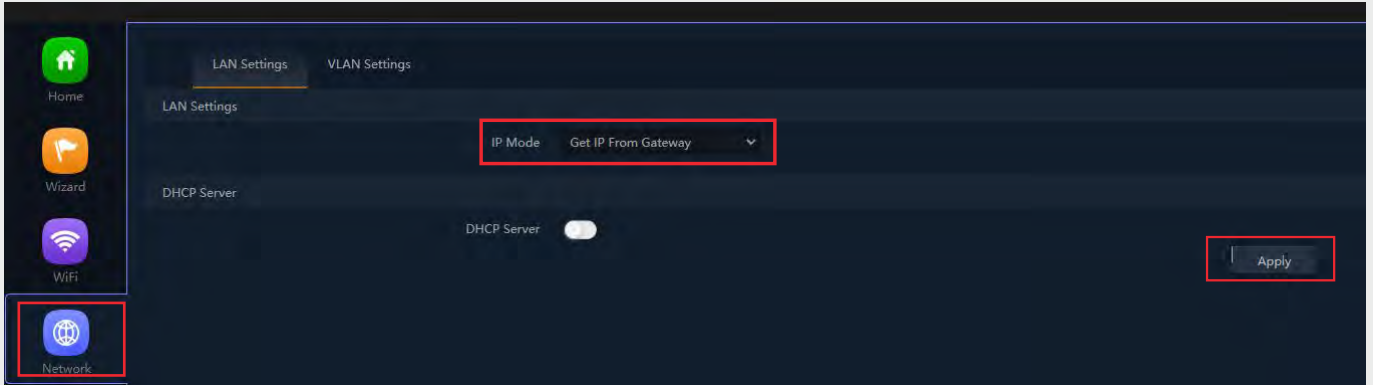 LAN Settings VLAN Settings
Home
LAN Settings
IP Mode Get IP From Gateway
Wizard
DHCP Server
DHCP Server
WiFi
Apply
Network